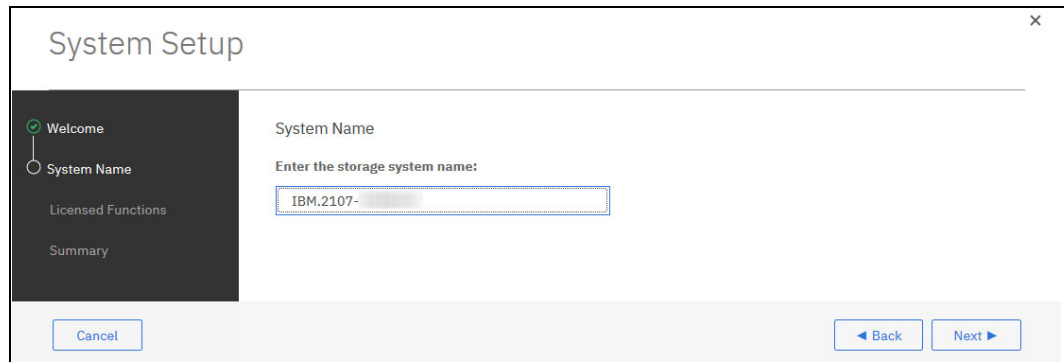 System Setup
Welcome
System Name
Licensed Functions
Summary
System Name
Enter the storage system name:
IBM.2107-
Cancel
◄ Back
Next ►